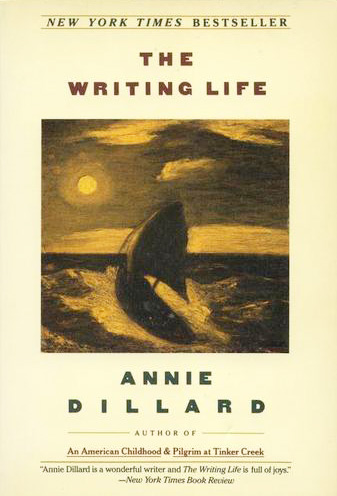 NEW YORK TIMES BESTSELLER
THE
WRITING LIFE
ANNIE
DILLARD
AUTHOR OF
An American Childhood & Pilgrim at Tinker Creek
"Annie Dillard is a wonderful writer and The Writing Life is full of joys."
—New York Times Book Review